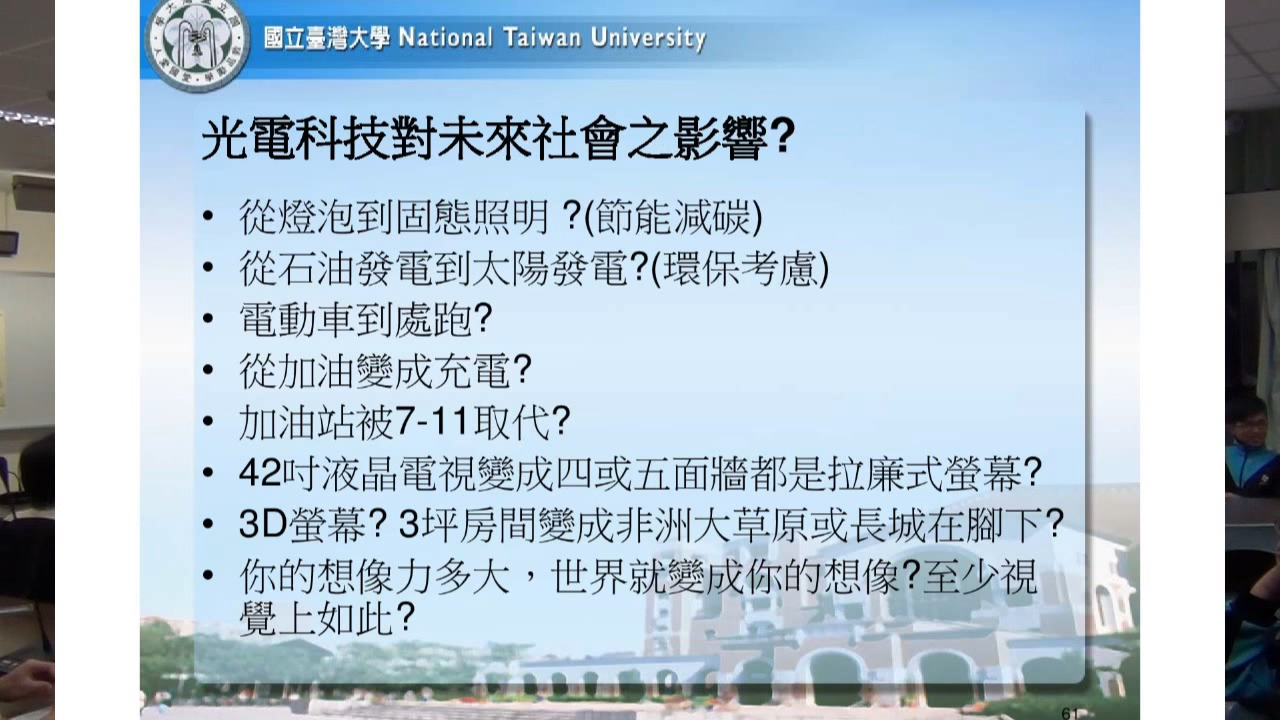 國立臺灣大學 National Taiwan University
光電科技對未來社會之影響?
• 從燈泡到固態照明 ?(節能減碳)
• 從石油發電到太陽發電?(環保考慮)
• 電動車到處跑?
• 從加油變成充電?
• 加油站被7-11取代?
• 42吋液晶電視變成四或五面牆都是拉廉式螢幕?
• 3D螢幕? 3坪房間變成非洲大草原或長城在腳下?
• 你的想像力多大，世界就變成你的想像?至少視
覺上如此?
61